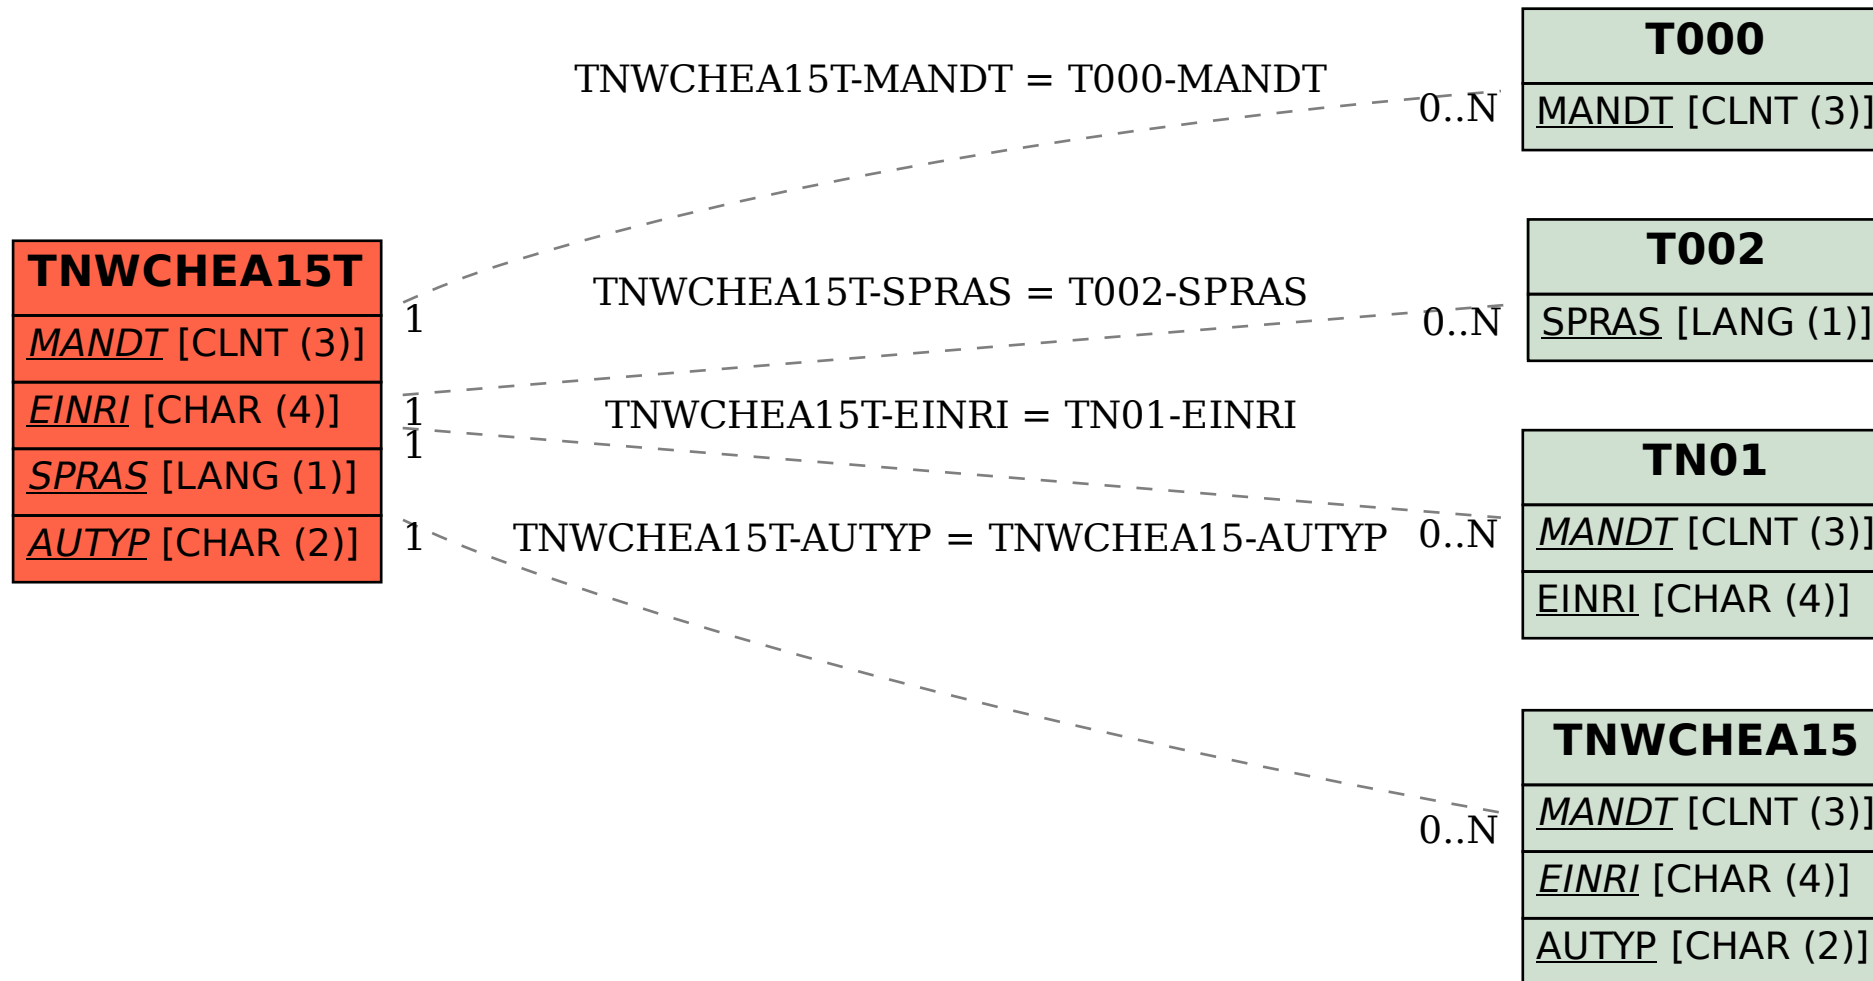 TNWCHEA15T
MANDT [CLNT (3)]
EINRI [CHAR (4)]
SPRAS [LANG (1)]
AUTYP [CHAR (2)]
TNWCHEA15T-MANDT = T000-MANDT
1
0..N
TNWCHEA15T-SPRAS = T002-SPRAS
1
0..N
TNWCHEA15T-EINRI = TN01-EINRI
1
0..N
TNWCHEA15T-AUTYP = TNWCHEA15-AUTYP
1
0..N
T000
MANDT [CLNT (3)]
T002
SPRAS [LANG (1)]
TN01
MANDT [CLNT (3)]
EINRI [CHAR (4)]
TNWCHEA15
MANDT [CLNT (3)]
EINRI [CHAR (4)]
AUTYP [CHAR (2)]